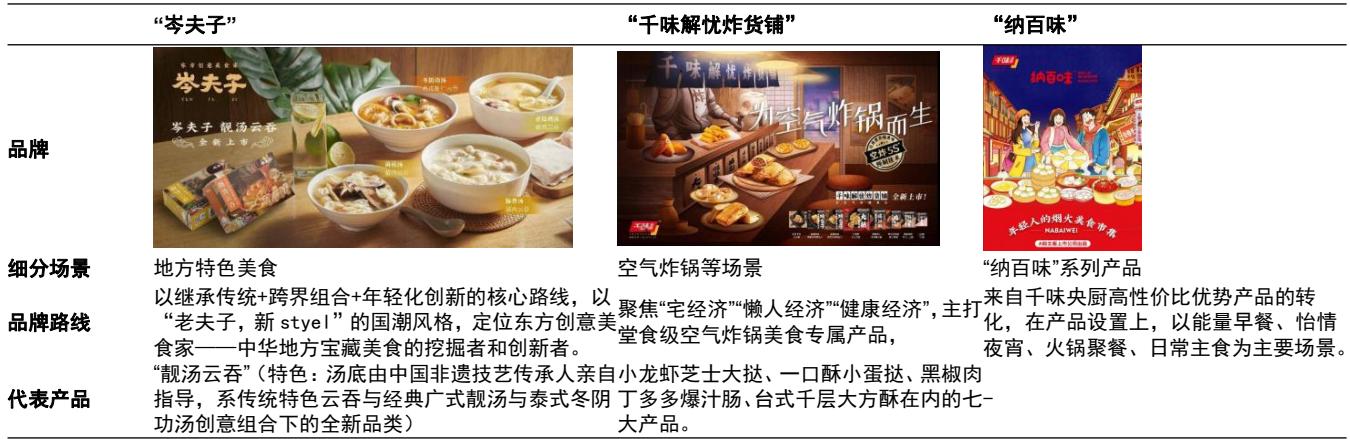 “岑夫子” “千味解忧炸货铺” “纳百味”
品牌
岑夫子
CEN FU ZI
岑夫子 靓汤云吞
全新上市
千味解忧炸货铺
为空气炸锅而生
千味解忧炸货铺 全新上市!
纳百味
年轻人的烟火美食市集
NABAIWEI
细分场景 地方特色美食 空气炸锅等场景 “纳百味”系列产品
品牌路线
以继承传统+跨界组合+年轻化创新的核心路线，以
“老夫子，新 styel”的国潮风格，定位东方创意美
食家——中华地方宝藏美食的挖掘者和创新者。
聚焦“宅经济”“懒人经济”“健康经济”，主打
堂食级空气炸锅美食专属产品，
来自千味央厨高性价比优势产品的转
化，在产品设置上，以能量早餐、怡情
夜宵、火锅聚餐、日常主食为主要场景。
代表产品
“靓汤云吞”（特色：汤底由中国非遗技艺传承人亲自
指导，系传统特色云吞与经典广式靓汤与泰式冬阴
功汤创意组合下的全新品类）
小龙虾芝士大挞、一口酥小蛋挞、黑椒肉
丁多多爆汁肠、台式千层大方酥在内的七
大产品。
-